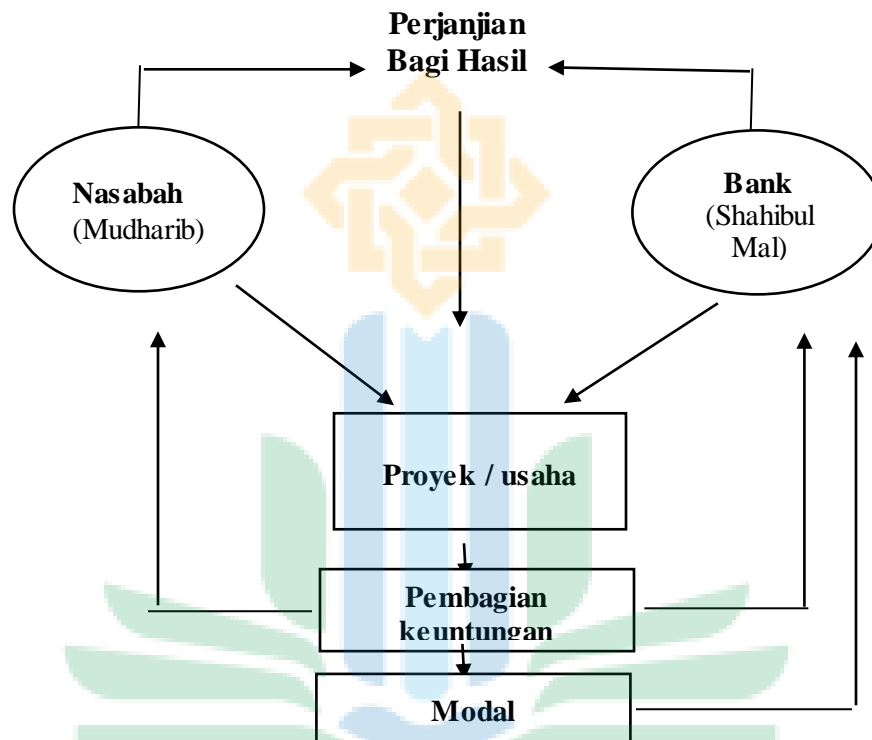 Perjanjian
Bagi Hasil
Nasabah
(Mudharib)
Bank
(Shahibul
Mal)
Proyek / usaha
Pembagian
keuntungan
Modal